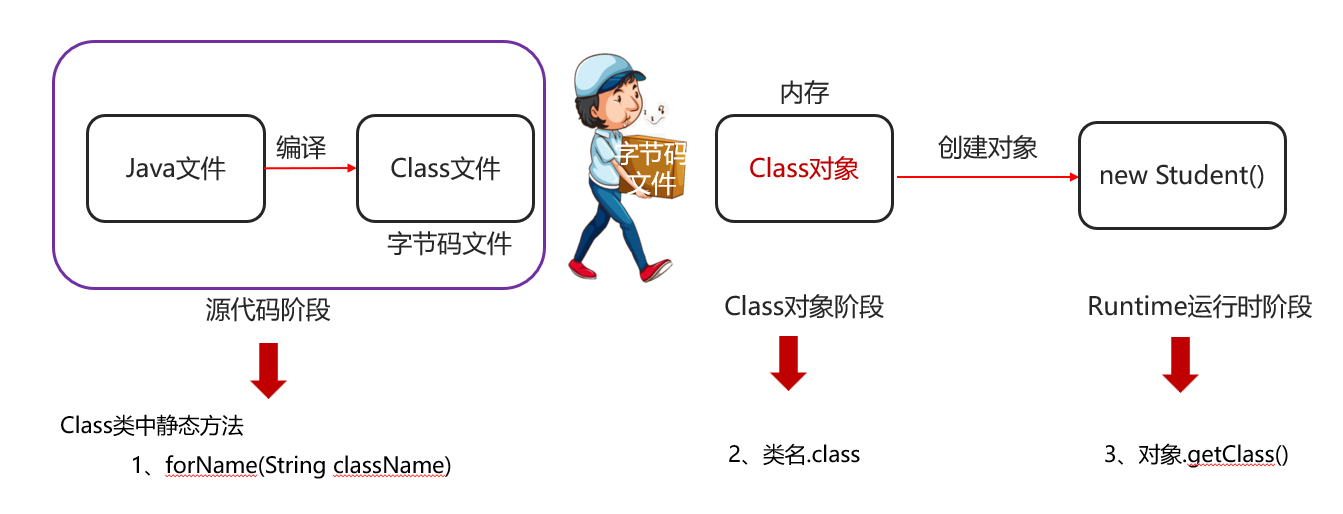 内存
Java文件
编译
Class文件
字节码文件
字节码
文件
Class对象
创建对象
new Student()
源代码阶段
Class对象阶段
Runtime运行时阶段
Class类中静态方法
1、forName(String className)
2、类名.class
3、对象.getClass()